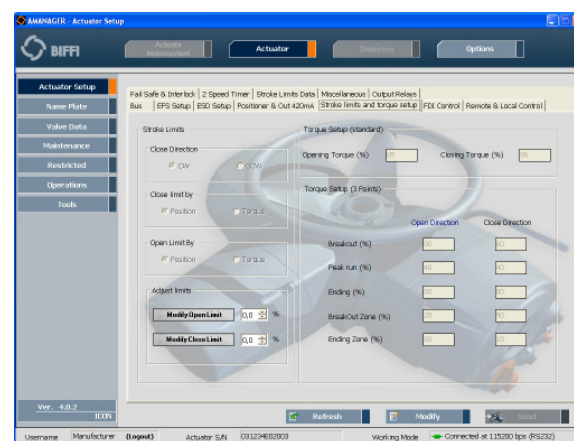 AMANAGER - Actuator Setup
BIFFI
Actuator Management
Actuator
Statistics
Options
Actuator Setup
Name Plate
Valve Data
Maintenance
Restricted
Operations
Tools
Fail Safe & Interlock | 2 Speed Timer | Stroke Limits Data | Miscellaneous | Output Relays
Bus | EFS Setup | ESD Setup | Positioner & Out 420mA | Stroke limits and torque setup | FDI Control | Remote & Local Control
Stroke Limits
Close Direction
CW CCW
Close limit by
Position Torque
Open Limit By
Position Torque
Adjust limits
Modify Open Limit 0,0 %
Modify Close Limit 0,0 %
Torque Setup (standard)
Opening Torque (%) Closing Torque (%)
Torque Setup (3 Points)
Open Direction Close Direction
Breakout (%)
Peak run (%) 40 40
Ending (%)
BreakOut Zone (%)
Ending Zone (%)
Ver. 4.0.2
ICON
Refresh
Modify
Send
Username Manufacturer (Logout) Actuator S/N 031234E02003 Working Mode Connected at 115200 bps (RS232)